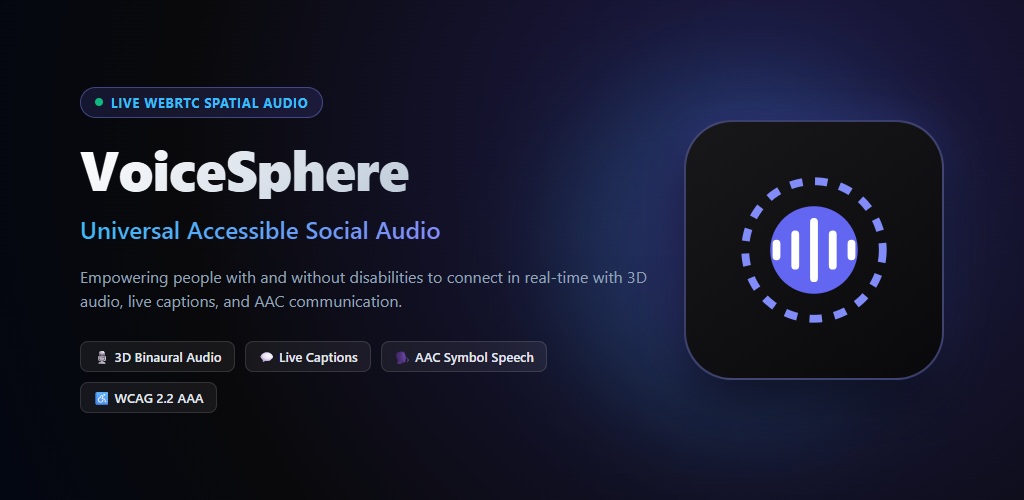 LIVE WEBRTC SPATIAL AUDIO
VoiceSphere
Universal Accessible Social Audio
Empowering people with and without disabilities to connect in real-time with 3D
audio, live captions, and AAC communication.
3D Binaural Audio
Live Captions
AAC Symbol Speech
WCAG 2.2 AAA